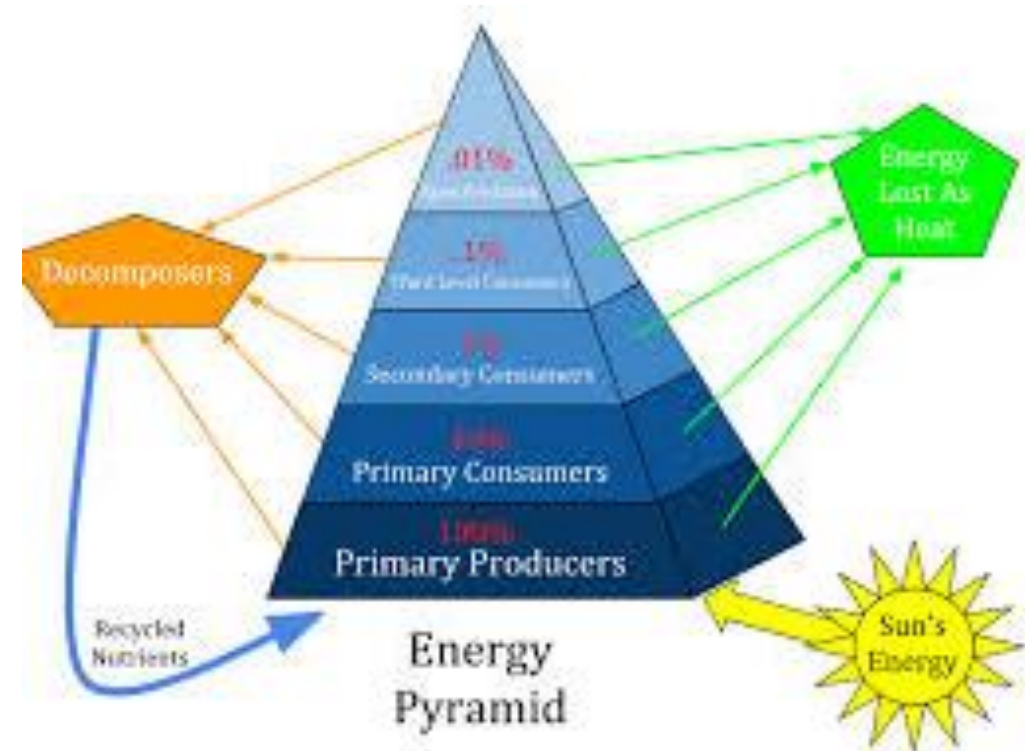 .01%
.1%
Third Level Consumers
Secondary Consumers
10%
Primary Consumers
100%
Primary Producers
Decomposers
Energy
Lost As
Heat
Recycled
Nutrients
Energy
Pyramid
Sun's
Energy